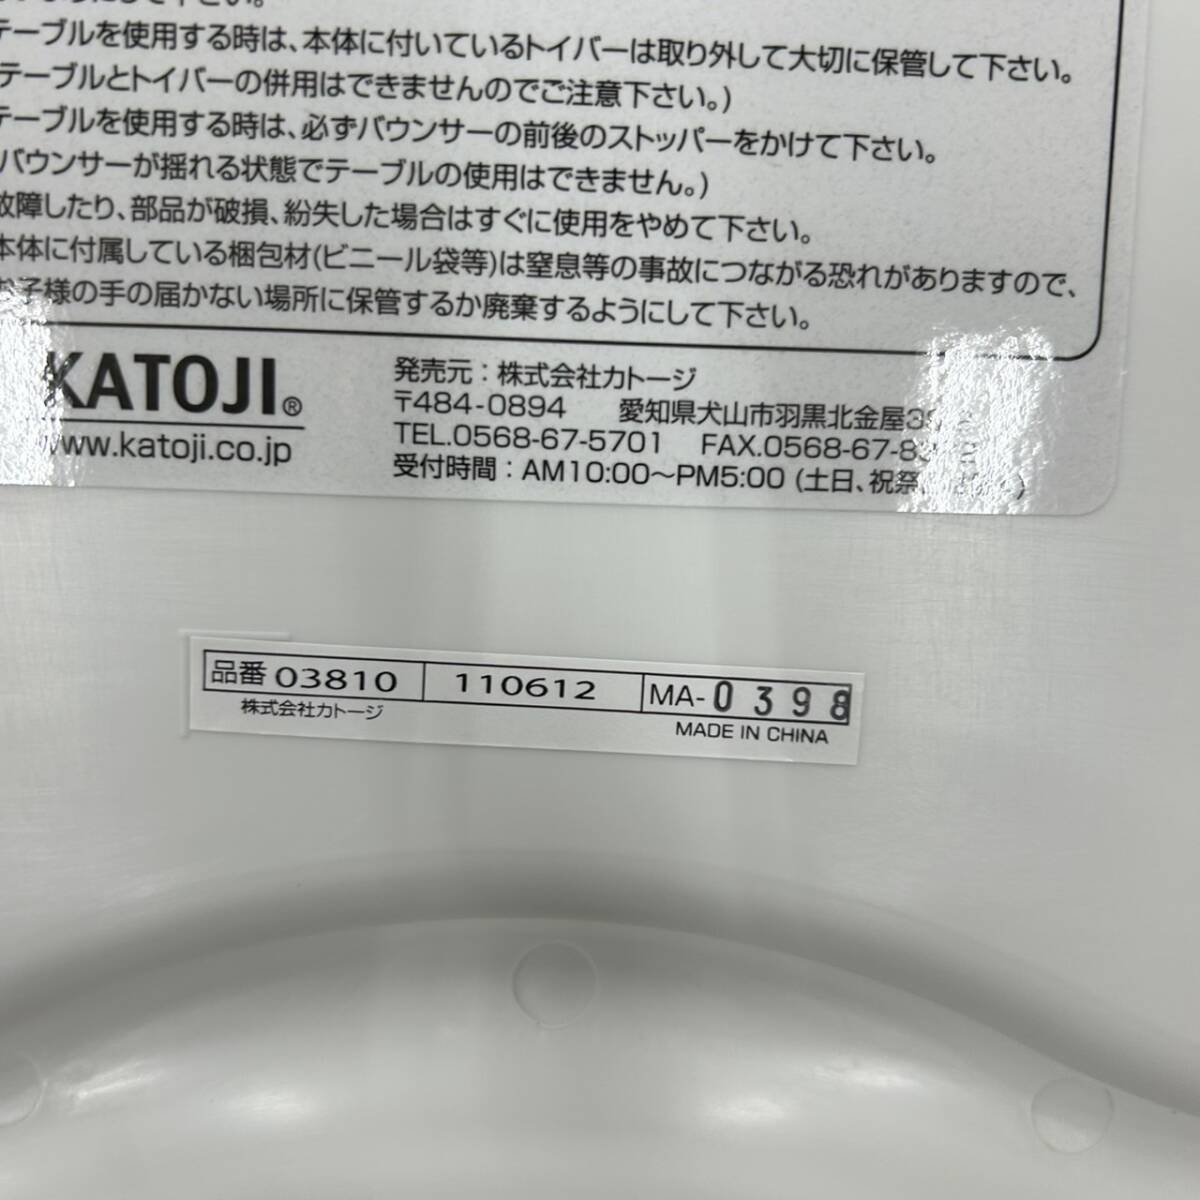 テーブルを使用する時は、本体に付いているトイバーは取り外して大切に保管して下さい。
テーブルとトイバーの併用はできませんのでご注意下さい。)
テーブルを使用する時は、必ずバウンサーの前後のストッパーをかけて下さい。
バウンサーが揺れる状態でテーブルの使用はできません。)
故障したり、部品が破損、紛失した場合はすぐに使用をやめて下さい。
本体に付属している梱包材(ビニール袋等)は窒息等の事故につながる恐れがありますので、
お子様の手の届かない場所に保管するか廃棄するようにして下さい。
KATOJI®
www.katoji.co.jp
発売元：株式会社カトージ
〒484-0894 愛知県犬山市羽黒北金屋
TEL.0568-67-5701 FAX.0568-67-
受付時間：AM10:00～PM5:00 (土日、祝祭
品番 03810 110612 MA-0398
株式会社カトージ
MADE IN CHINA